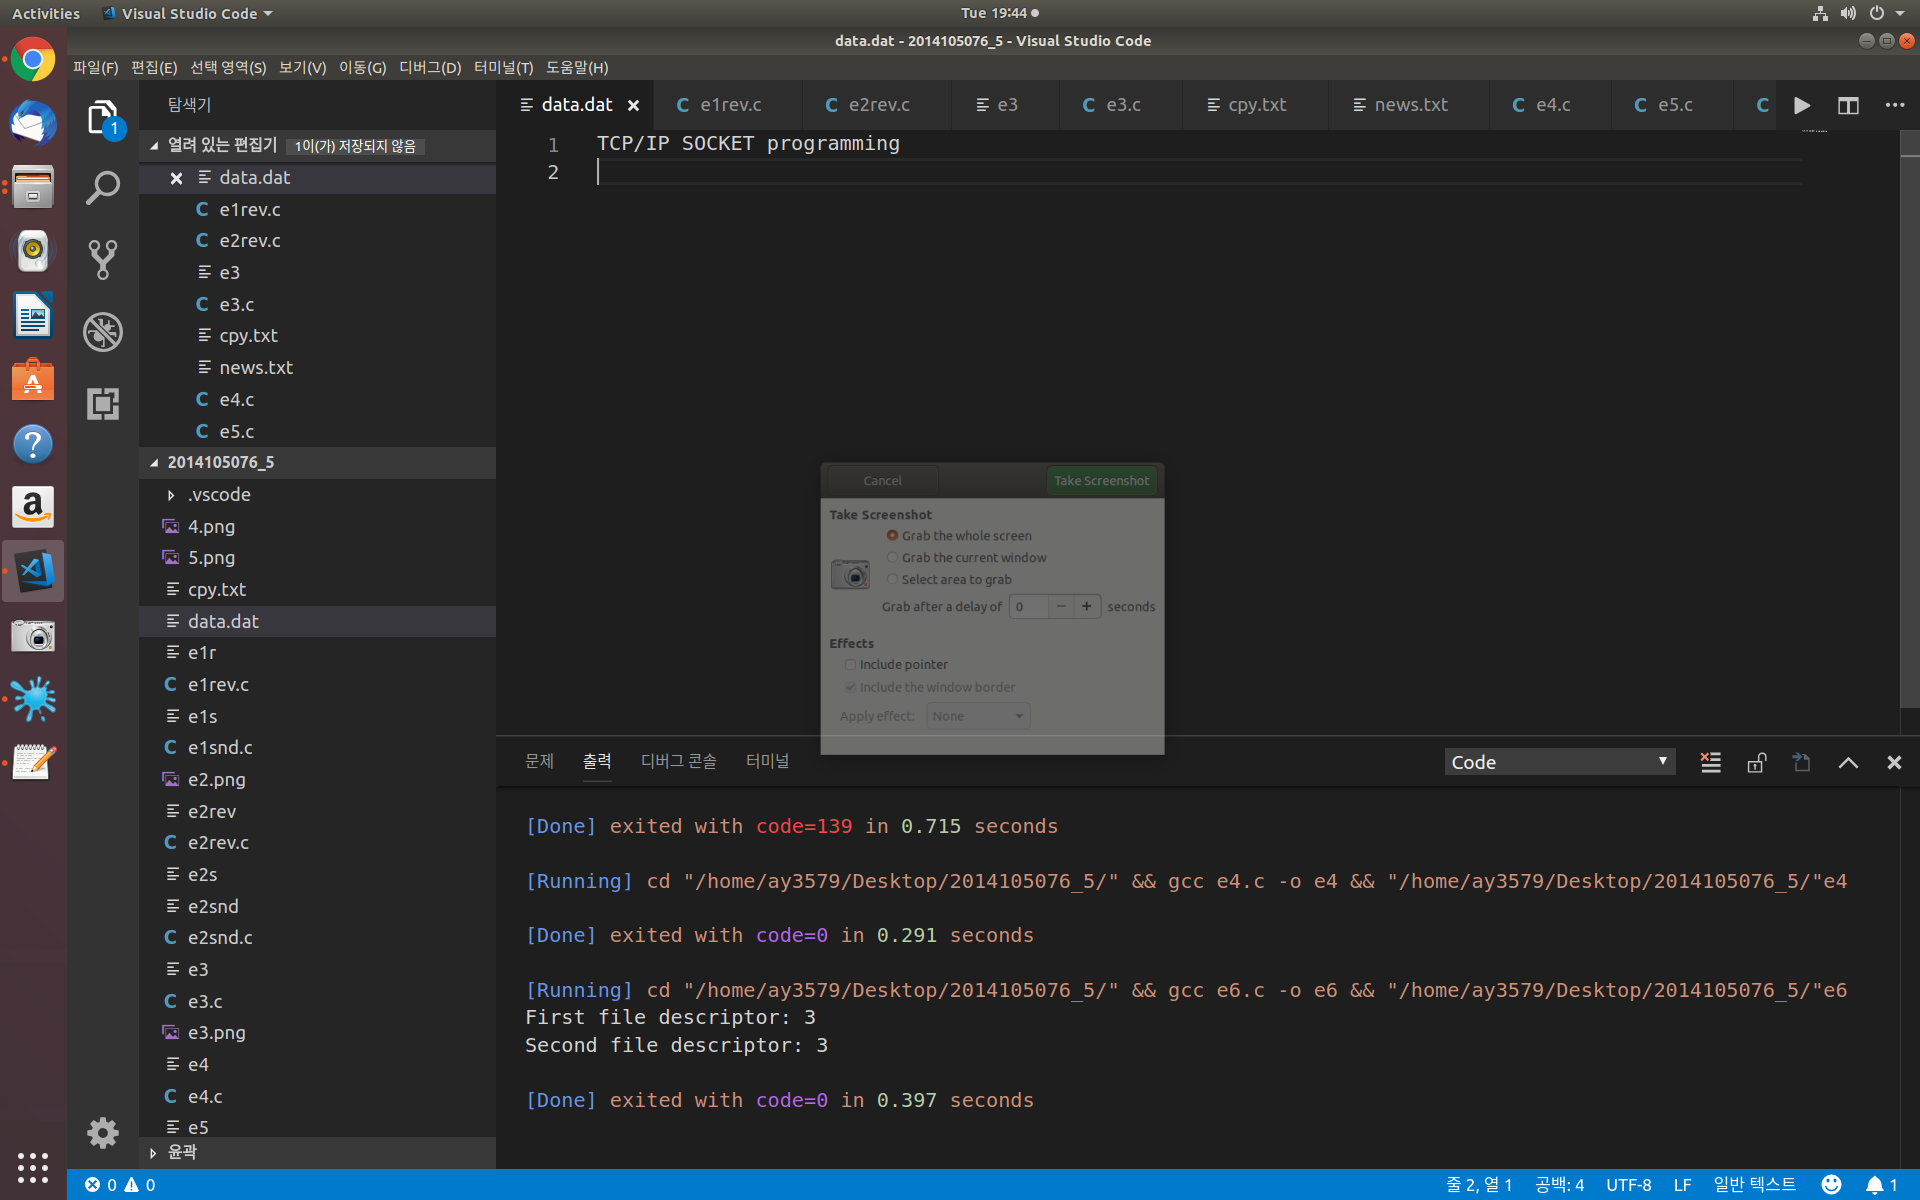 Activities
Visual Studio Code
Tue 19:44
data.dat - 2014105076_5 - Visual Studio Code
파일(F) 편집(E) 선택 영역(S) 보기(V) 이동(G) 디버그(D) 터미널(T) 도움말(H)
탐색기
1
data.dat
e1rev.c
e2rev.c
e3
e3.c
cpy.txt
news.txt
e4.c
e5.c
열려 있는 편집기 1이(가) 저장되지 않음
data.dat
e1rev.c
e2rev.c
e3
e3.c
cpy.txt
news.txt
e4.c
e5.c
2014105076_5
.vscode
4.png
5.png
cpy.txt
data.dat
e1r
e1rev.c
e1s
e1snd.c
e2.png
e2rev
e2rev.c
e2s
e2snd
e2snd.c
e3
e3.c
e3.png
e4
e4.c
e5
윤곽
1 TCP/IP SOCKET programming
2
Cancel
Take Screenshot
Take Screenshot
Grab the whole screen
Grab the current window
Select area to grab
Grab after a delay of 0 − + seconds
Effects
Include pointer
Include the window border
Apply effect: None
문제 출력 디버그 콘솔 터미널
Code
[Done] exited with code=139 in 0.715 seconds
[Running] cd "/home/ay3579/Desktop/2014105076_5/" && gcc e4.c -o e4 && "/home/ay3579/Desktop/2014105076_5/"e4
[Done] exited with code=0 in 0.291 seconds
[Running] cd "/home/ay3579/Desktop/2014105076_5/" && gcc e6.c -o e6 && "/home/ay3579/Desktop/2014105076_5/"e6
First file descriptor: 3
Second file descriptor: 3
[Done] exited with code=0 in 0.397 seconds
0 0
줄 2, 열 1 공백: 4 UTF-8 LF 일반 텍스트 1